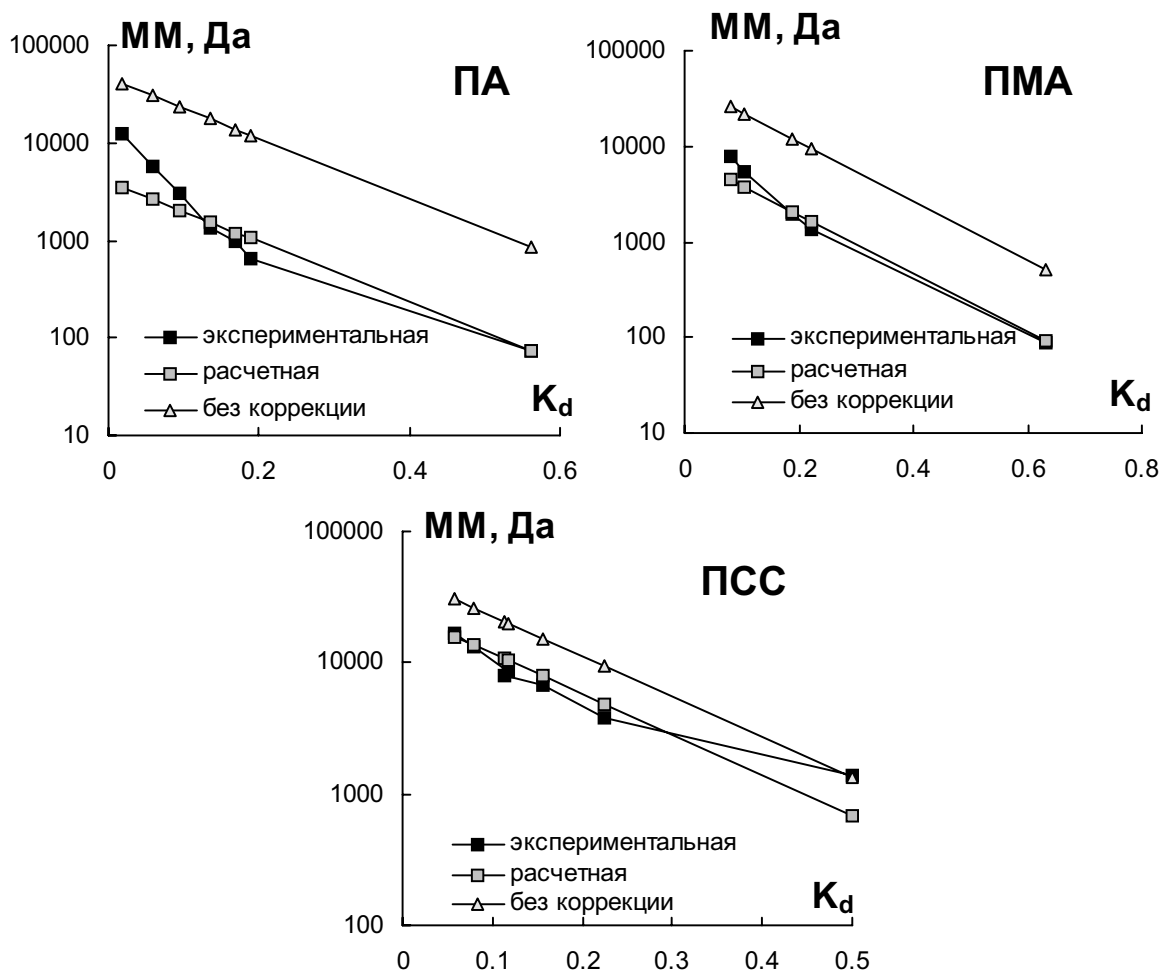 ММ, Да
ПА
100000
10000
1000
100
10
экспериментальная
расчетная
без коррекции
Kd
0
0.2
0.4
0.6
ММ, Да
ПМА
100000
10000
1000
100
10
экспериментальная
расчетная
без коррекции
Kd
0
0.2
0.4
0.6
0.8
ММ, Да
ПСС
100000
10000
1000
100
экспериментальная
расчетная
без коррекции
Kd
0
0.1
0.2
0.3
0.4
0.5